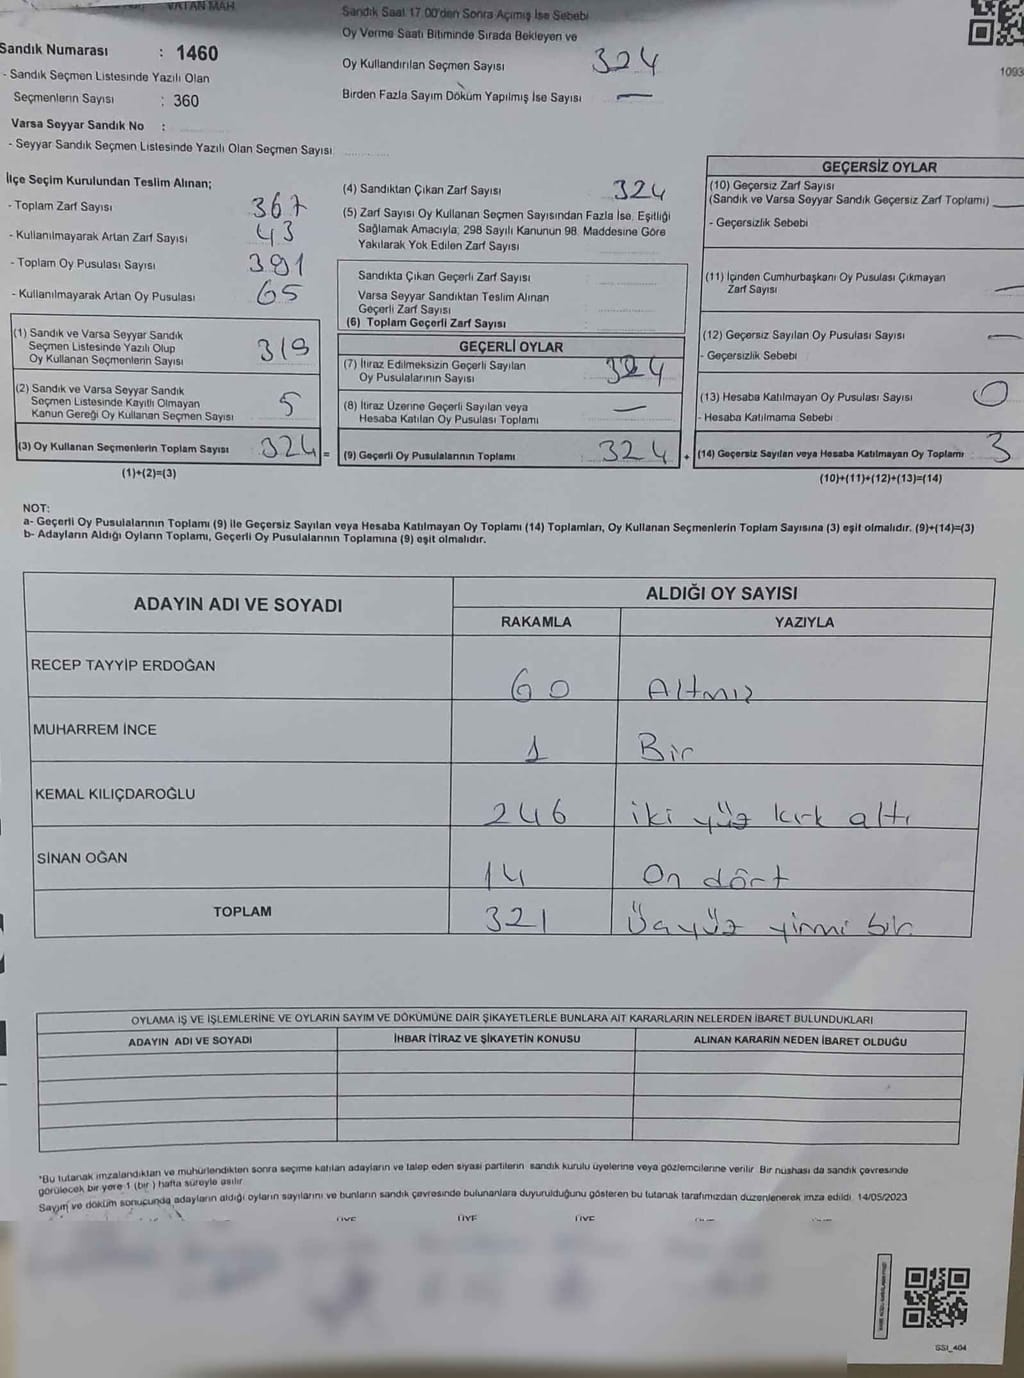 VATAN MAH
Sandık Numarası : 1460
- Sandık Seçmen Listesinde Yazılı Olan
Seçmenlerin Sayısı : 360
Varsa Seyyar Sandık No :
- Seyyar Sandık Seçmen Listesinde Yazılı Olan Seçmen Sayısı
Sandık Saat 17.00'den Sonra Açımış İse Sebebi
Oy Verme Saati Bitiminde Sırada Bekleyen ve
Oy Kullandırılan Seçmen Sayısı 324
Birden Fazla Sayım Döküm Yapılmış İse Sayısı —
1093
İlçe Seçim Kurulundan Teslim Alınan;
- Toplam Zarf Sayısı 367
- Kullanılmayarak Artan Zarf Sayısı 43
- Toplam Oy Pusulası Sayısı 391
- Kullanılmayarak Artan Oy Pusulası 65
(1) Sandık ve Varsa Seyyar Sandık
Seçmen Listesinde Yazılı Olup
Oy Kullanan Seçmenlerin Sayısı 319
(2) Sandık ve Varsa Seyyar Sandık
Seçmen Listesinde Kayıtlı Olmayan
Kanun Gereği Oy Kullanan Seçmen Sayısı 5
(3) Oy Kullanan Seçmenlerin Toplam Sayısı 324 =
(1)+(2)=(3)
(4) Sandıktan Çıkan Zarf Sayısı 324
(5) Zarf Sayısı Oy Kullanan Seçmen Sayısından Fazla İse, Eşitliği
Sağlamak Amacıyla, 298 Sayılı Kanunun 98. Maddesine Göre
Yakılarak Yok Edilen Zarf Sayısı
Sandıkta Çıkan Geçerli Zarf Sayısı
Varsa Seyyar Sandıktan Teslim Alınan
Geçerli Zarf Sayısı
(6) Toplam Geçerli Zarf Sayısı
GEÇERLİ OYLAR
(7) İtiraz Edilmeksizin Geçerli Sayılan
Oy Pusulalarının Sayısı 324
(8) İtiraz Üzerine Geçerli Sayılan veya
Hesaba Katılan Oy Pusulası Toplamı —
(9) Geçerli Oy Pusulalarının Toplamı 324 +
GEÇERSİZ OYLAR
(10) Geçersiz Zarf Sayısı
(Sandık ve Varsa Seyyar Sandık Geçersiz Zarf Toplamı) —
- Geçersizlik Sebebi
(11) İçinden Cumhurbaşkanı Oy Pusulası Çıkmayan
Zarf Sayısı —
(12) Geçersiz Sayılan Oy Pusulası Sayısı —
- Geçersizlik Sebebi
(13) Hesaba Katılmayan Oy Pusulası Sayısı 0
- Hesaba Katılmama Sebebi
(14) Geçersiz Sayılan veya Hesaba Katılmayan Oy Toplamı 3
(10)+(11)+(12)+(13)=(14)
NOT:
a- Geçerli Oy Pusulalarının Toplamı (9) ile Geçersiz Sayılan veya Hesaba Katılmayan Oy Toplamı (14) Toplamları, Oy Kullanan Seçmenlerin Toplam Sayısına (3) eşit olmalıdır. (9)+(14)=(3)
b- Adayların Aldığı Oyların Toplamı, Geçerli Oy Pusulalarının Toplamına (9) eşit olmalıdır.
ADAYIN ADI VE SOYADI
ALDIĞI OY SAYISI
RAKAMLA YAZIYLA
RECEP TAYYİP ERDOĞAN 60 Altmız
MUHARREM İNCE 1 Bir
KEMAL KILIÇDAROĞLU 246 iki yüz kırk altı
SİNAN OĞAN 14 On dört
TOPLAM 321 Üçyüz yirmi bir
OYLAMA İŞ VE İŞLEMLERİNE VE OYLARIN SAYIM VE DÖKÜMÜNE DAİR ŞİKAYETLERLE BUNLARA AİT KARARLARIN NELERDEN İBARET BULUNDUKLARI
ADAYIN ADI VE SOYADI İHBAR İTİRAZ VE ŞİKAYETİN KONUSU ALINAN KARARIN NEDEN İBARET OLDUĞU
*Bu tutanak imzalandıktan ve mühürlendikten sonra seçime katılan adayların ve talep eden siyasi partilerin sandık kurulu üyelerine veya gözlemcilerine verilir. Bir nüshası da sandık çevresinde
görülecek bir yere 1 (bir) hafta süreyle asılır.
Sayım ve döküm sonucunda adayların aldığı oyların sayılarını ve bunların sandık çevresinde bulunanlara duyurulduğunu gösteren bu tutanak tarafımızdan düzenlenerek imza edildi. 14/05/2023
ÜYE ÜYE ÜYE
SSI_404